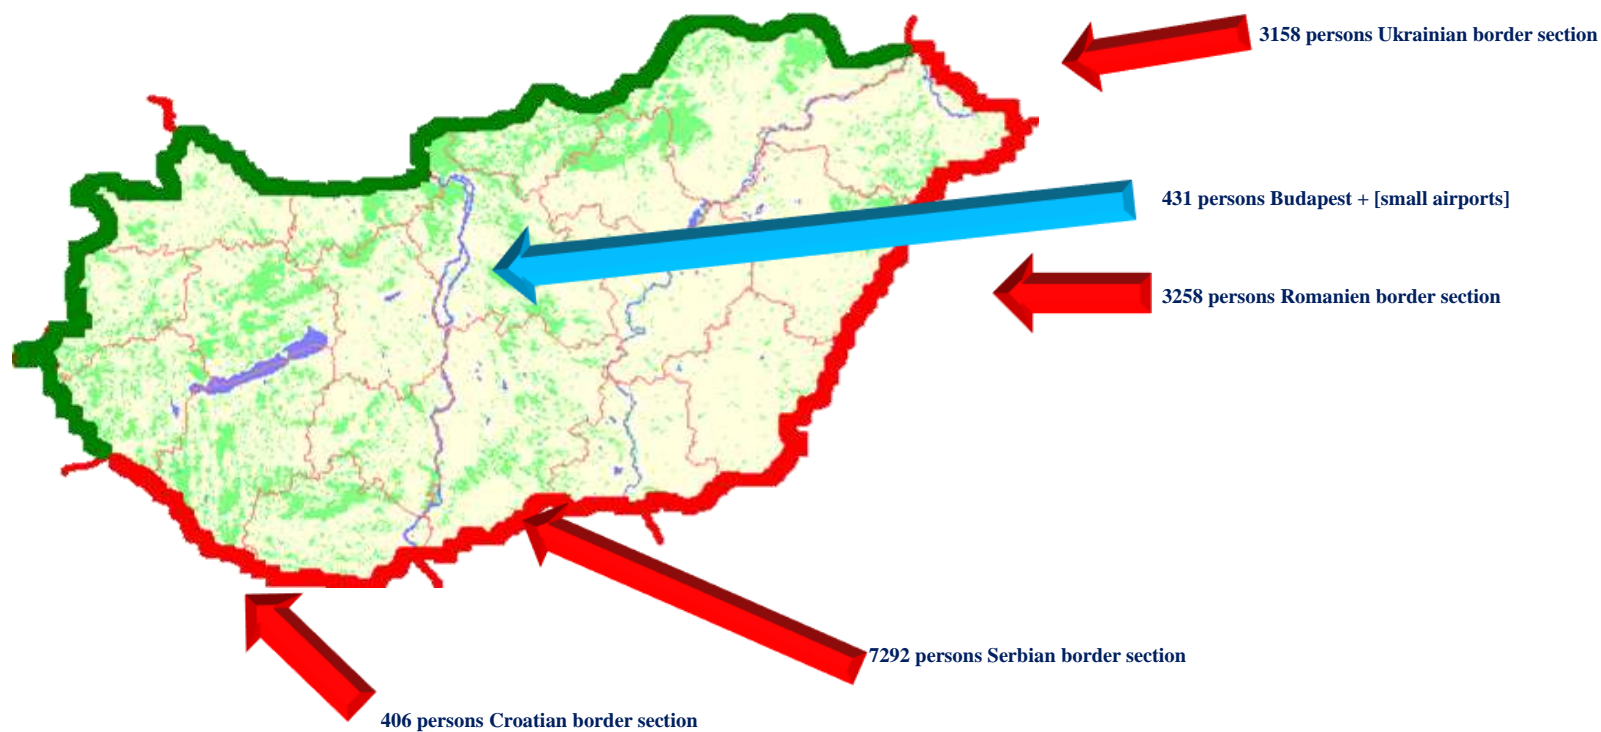 3158 persons Ukrainian border section
431 persons Budapest + [small airports]
3258 persons Romanien border section
7292 persons Serbian border section
406 persons Croatian border section